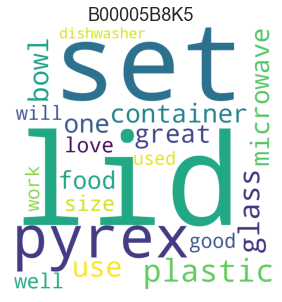 B00005B8K5
dishwasher
set
bowl
microwave
will
container
one
great
love
lid
used
work
food
size
glass
pyrex
good
well
use
plastic